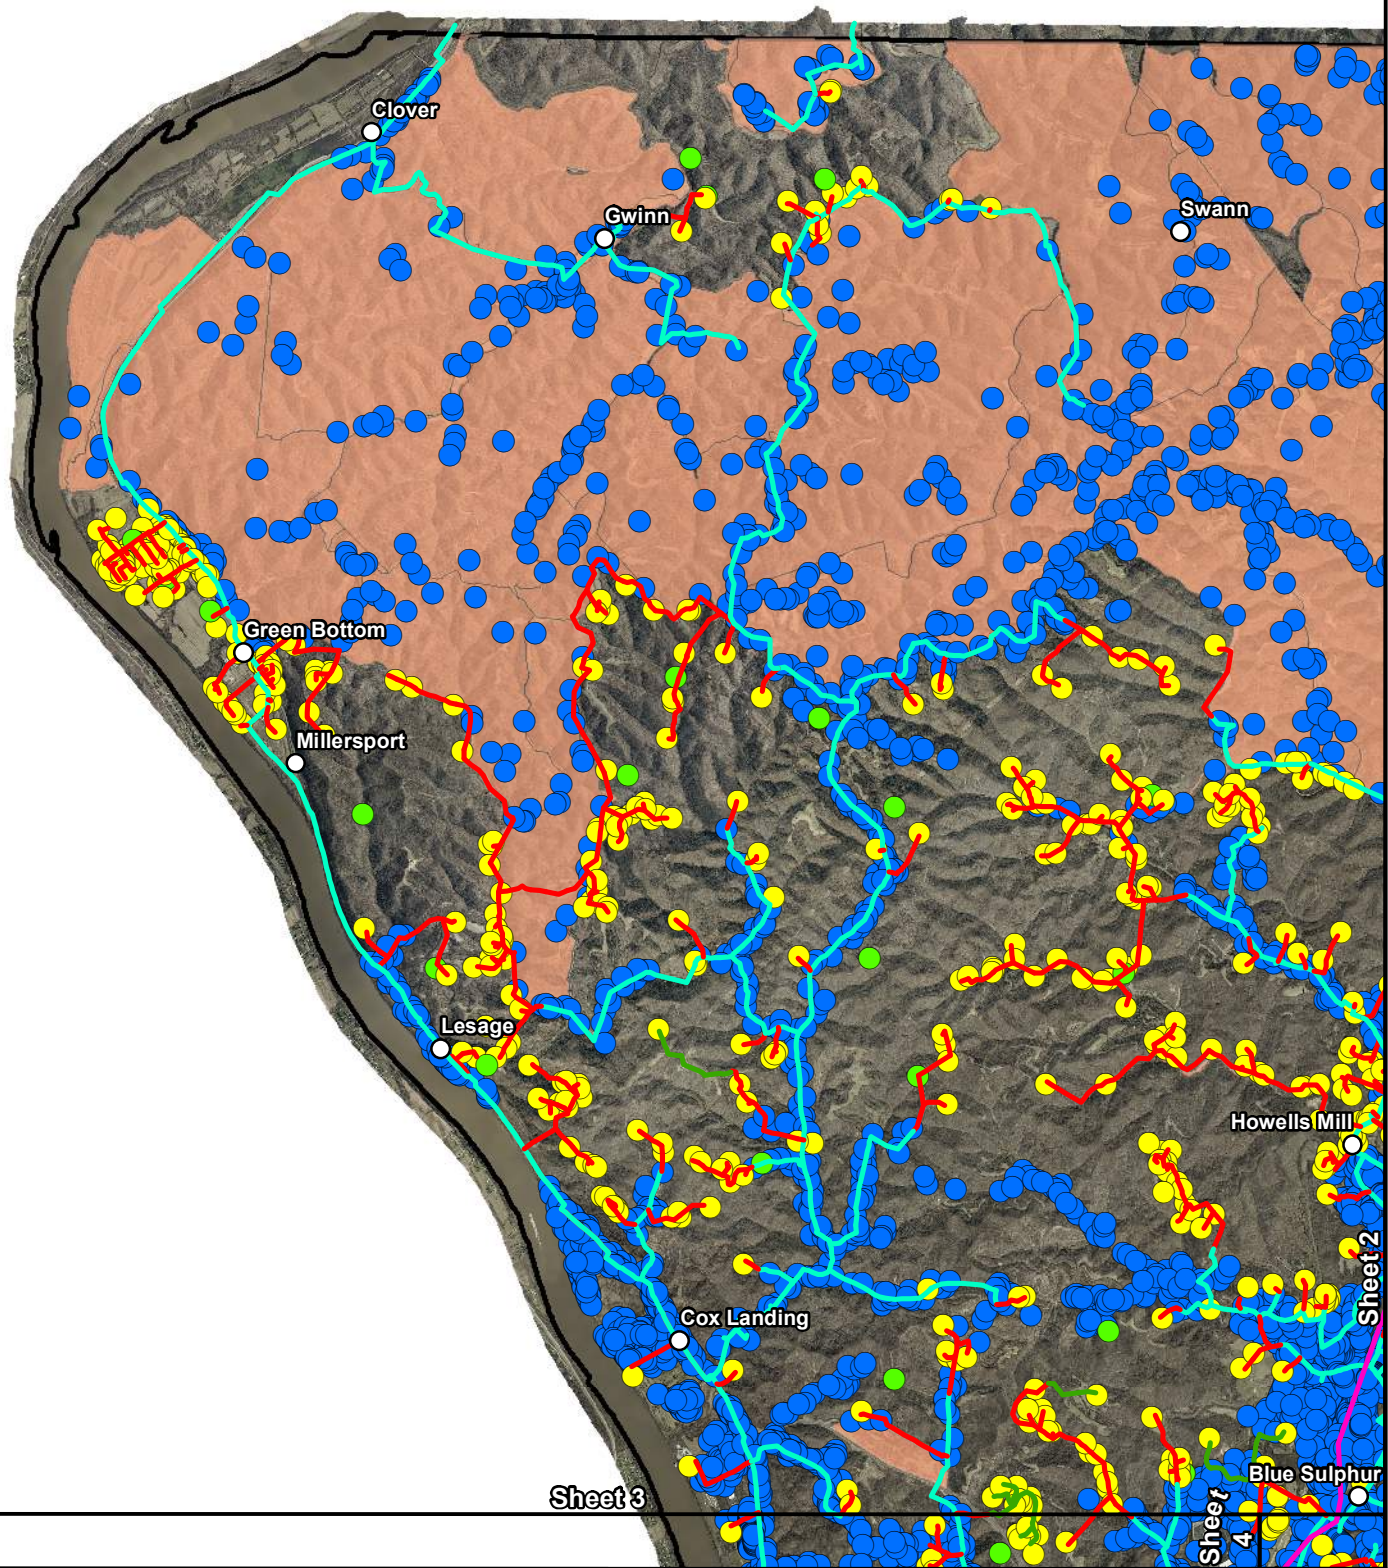 Clover
Gwinn
Swann
Green Bottom
Millersport
Lesage
Howells Mill
Sheet 2
Cox Landing
Blue Sulphur
Sheet 3
Sheet
4